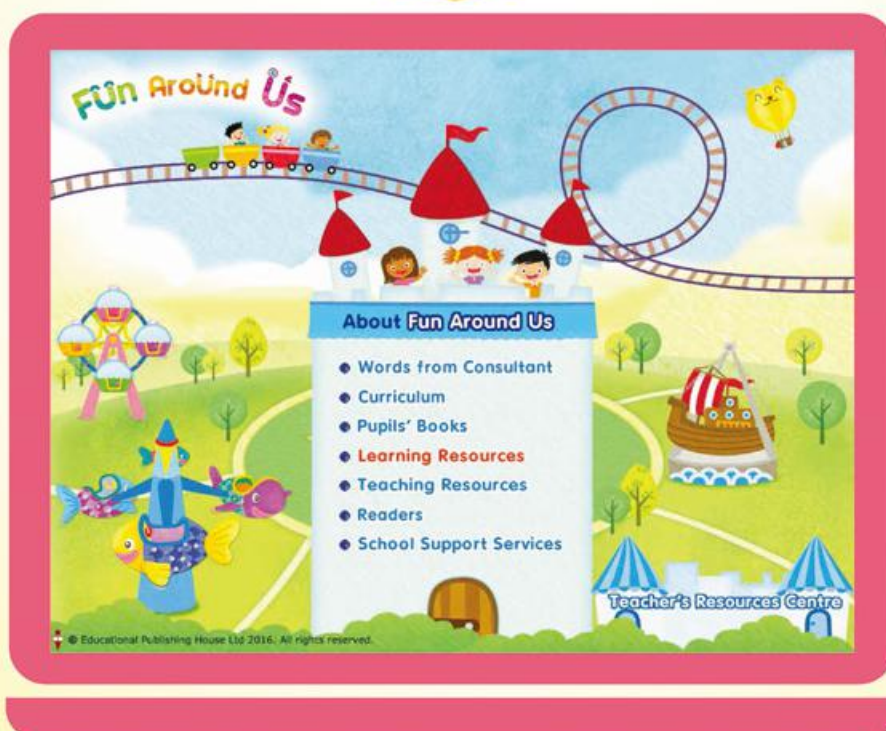 Fun Around Us
About Fun Around Us
Words from Consultant
Curriculum
Pupils' Books
Learning Resources
Teaching Resources
Readers
School Support Services
Teacher's Resources Centre
© Educational Publishing House Ltd 2016. All rights reserved.